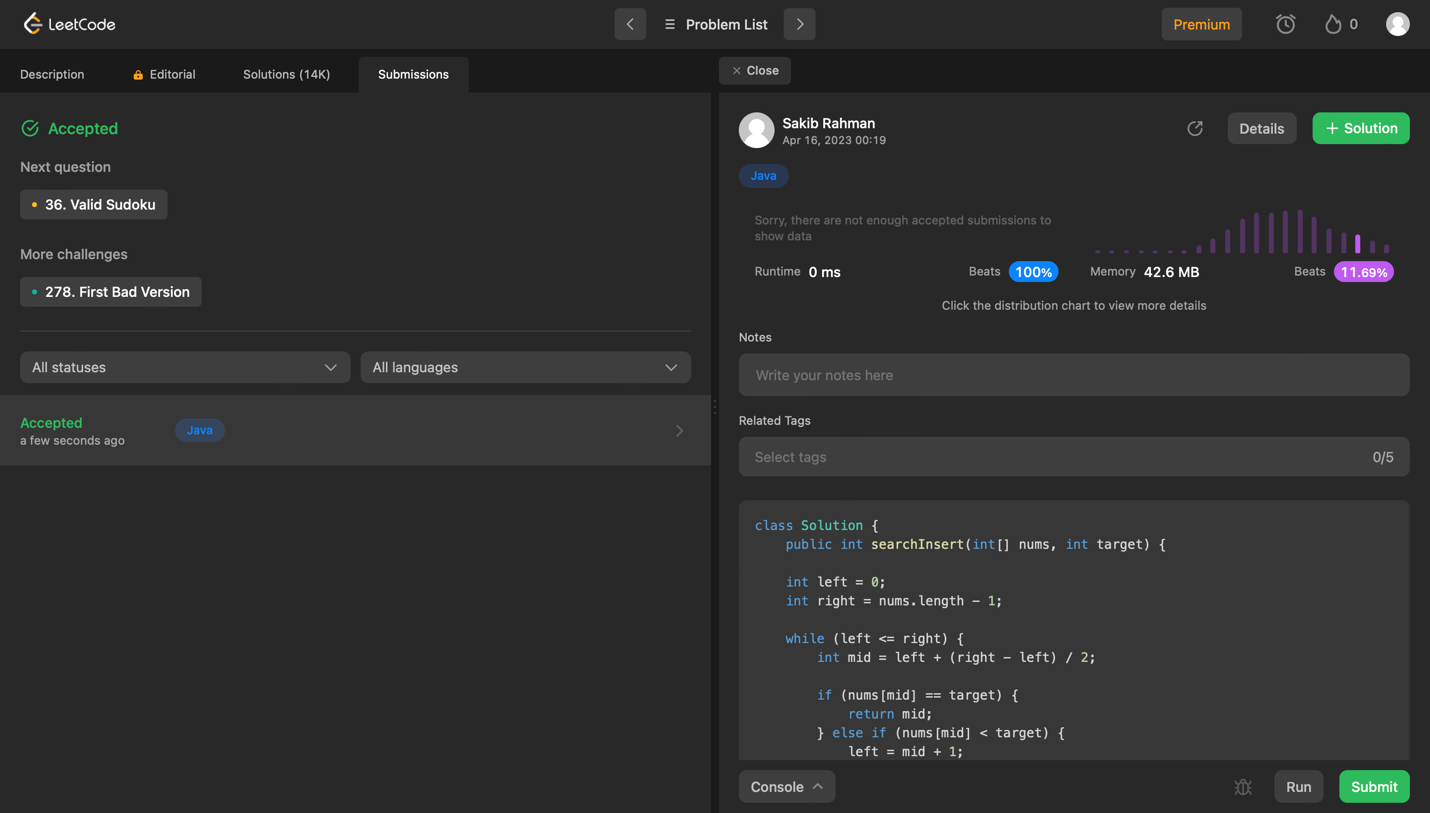 LeetCode
Problem List
Premium
0
Description
Editorial
Solutions (14K)
Submissions
Close
Accepted
Next question
36. Valid Sudoku
More challenges
278. First Bad Version
All statuses
All languages
Accepted
a few seconds ago
Java
Sakib Rahman
Apr 16, 2023 00:19
Details
+ Solution
Java
Sorry, there are not enough accepted submissions to
show data
Runtime 0 ms
Beats 100%
Memory 42.6 MB
Beats 11.69%
Click the distribution chart to view more details
Notes
Write your notes here
Related Tags
Select tags
0/5
class Solution {
    public int searchInsert(int[] nums, int target) {
    int left = 0;
    int right = nums.length - 1;
    while (left <= right) {
        int mid = left + (right - left) / 2;
        if (nums[mid] == target) {
            return mid;
        } else if (nums[mid] < target) {
            left = mid + 1;
Console
Run
Submit